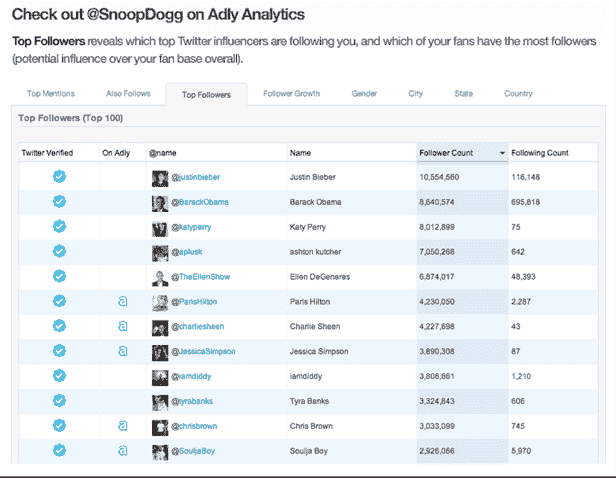 Check out @SnoopDogg on Adly Analytics
Top Followers reveals which top Twitter influencers are following you, and which of your fans have the most followers
(potential influence over your fan base overall).
Top Mentions Also Follows Top Followers Follower Growth Gender City State Country
Top Followers (Top 100)
Twitter Verified On Adly @name Name Follower Count Following Count
@justinbieber Justin Bieber 10,554,560 116,148
@BarackObama Barack Obama 8,640,574 695,818
@katyperry Katy Perry 8,012,899 75
@aplusk ashton kutcher 7,050,268 642
@TheEllenShow Ellen DeGeneres 6,874,017 48,393
@ParisHilton Paris Hilton 4,230,050 2,287
@charliesheen Charlie Sheen 4,227,698 43
@JessicaSimpson Jessica Simpson 3,890,308 87
@iamdiddy iamdiddy 3,808,661 1,210
@tyrabanks Tyra Banks 3,324,843 606
@chrisbrown Chris Brown 3,033,099 745
@SouljaBoy Soulja Boy 2,926,066 5,970